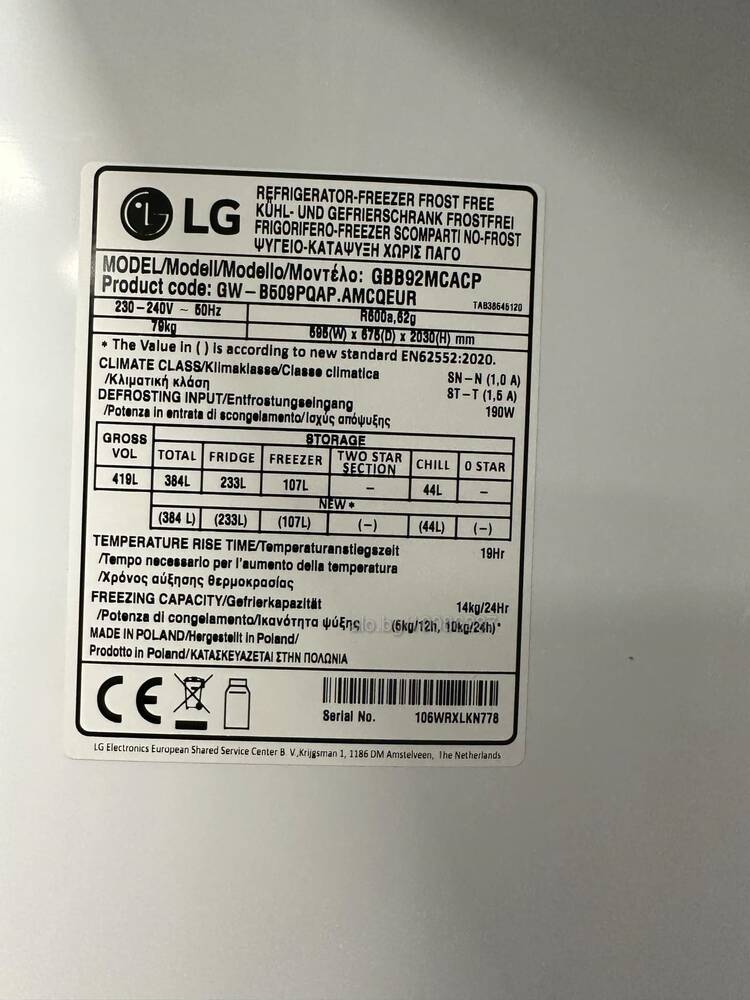 LG
REFRIGERATOR-FREEZER FROST FREE
KÜHL- UND GEFRIERSCHRANK FROSTFREI
FRIGORIFERO-FREEZER SCOMPARTI NO-FROST
ΨΥΓΕΙΟ-ΚΑΤΑΨΥΞΗ ΧΩΡΙΣ ΠΑΓΟ
MODEL/Modell/Modello/Μοντέλο: GBB92MCACP
Product code: GW-B509PQAP.AMCQEUR
TAB38645120
230-240V ~ 50Hz R600a,62g
79kg 595(W) x 675(D) x 2030(H) mm
* The Value in ( ) is according to new standard EN62552:2020.
CLIMATE CLASS/Klimaklasse/Classe climatica SN-N (1,0 A)
/Κλιματική κλάση ST-T (1,5 A)
DEFROSTING INPUT/Entfrostungseingang 190W
/Potenza in entrata di scongelamento/Ισχύς απόψυξης
GROSS VOL STORAGE
TOTAL FRIDGE FREEZER TWO STAR SECTION CHILL 0 STAR
419L 384L 233L 107L - 44L -
NEW *
(384 L) (233L) (107L) (-) (44L) (-)
TEMPERATURE RISE TIME/Temperaturanstiegszeit 19Hr
/Tempo necessario per l'aumento della temperatura
/Χρόνος αύξησης θερμοκρασίας
FREEZING CAPACITY/Gefrierkapazität 14kg/24Hr
/Potenza di congelamento/Ικανότητα ψύξης (6kg/12h, 10kg/24h)*
MADE IN POLAND/Hergestellt in Poland/
Prodotto in Poland/ΚΑΤΑΣΚΕΥΑΖΕΤΑΙ ΣΤΗΝ ΠΟΛΩΝΙΑ
CE
Serial No. 106WRXLKN778
LG Electronics European Shared Service Center B.V.,Krijgsman 1, 1186 DM Amstelveen, The Netherlands